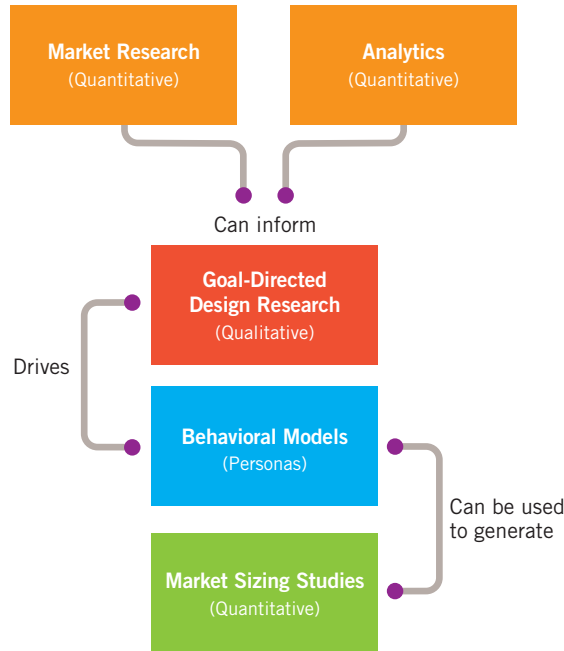 Market Research
(Quantitative)
Analytics
(Quantitative)
Can inform
Goal-Directed
Design Research
(Qualitative)
Drives
Behavioral Models
(Personas)
Can be used
to generate
Market Sizing Studies
(Quantitative)